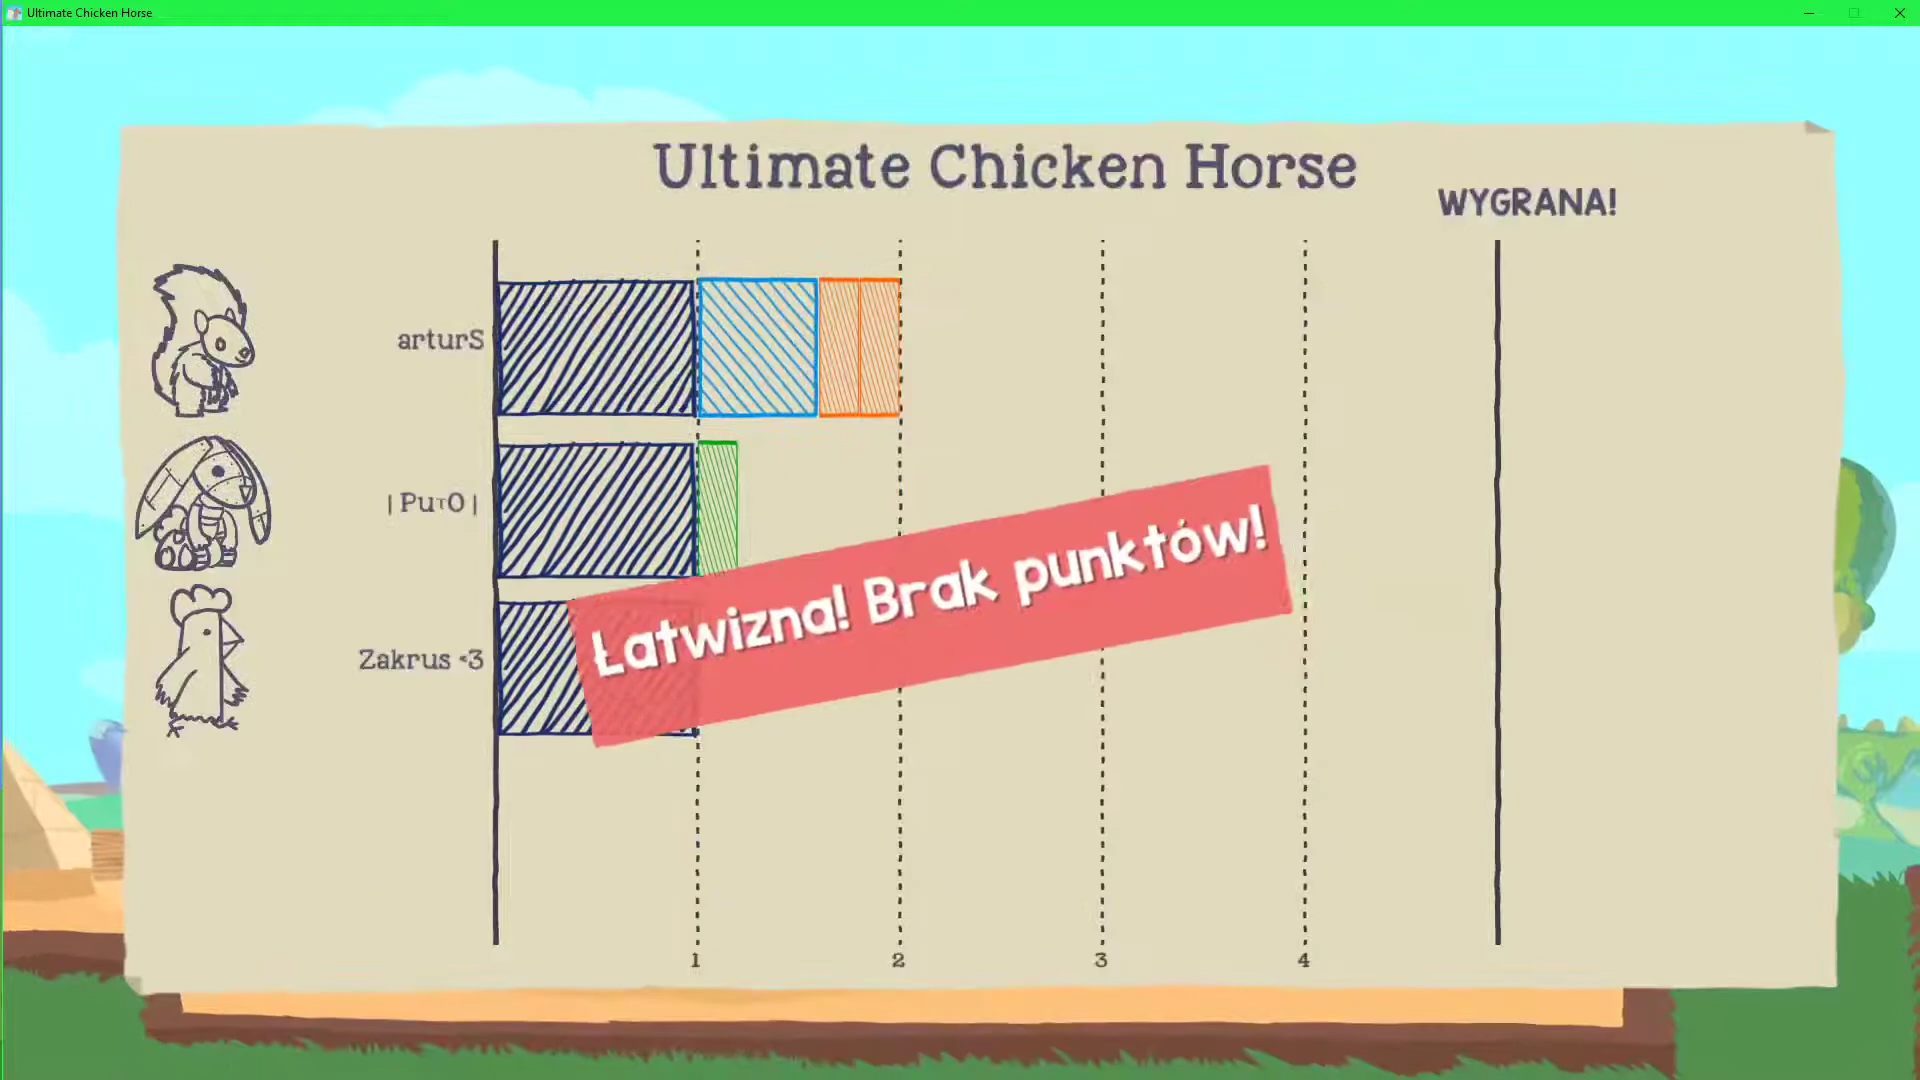 Ultimate Chicken Horse
Ultimate Chicken Horse
WYGRANA!
arturS
| PuтO |
Łatwizna! Brak punktów!
Zakrus <3
1 2 3 4